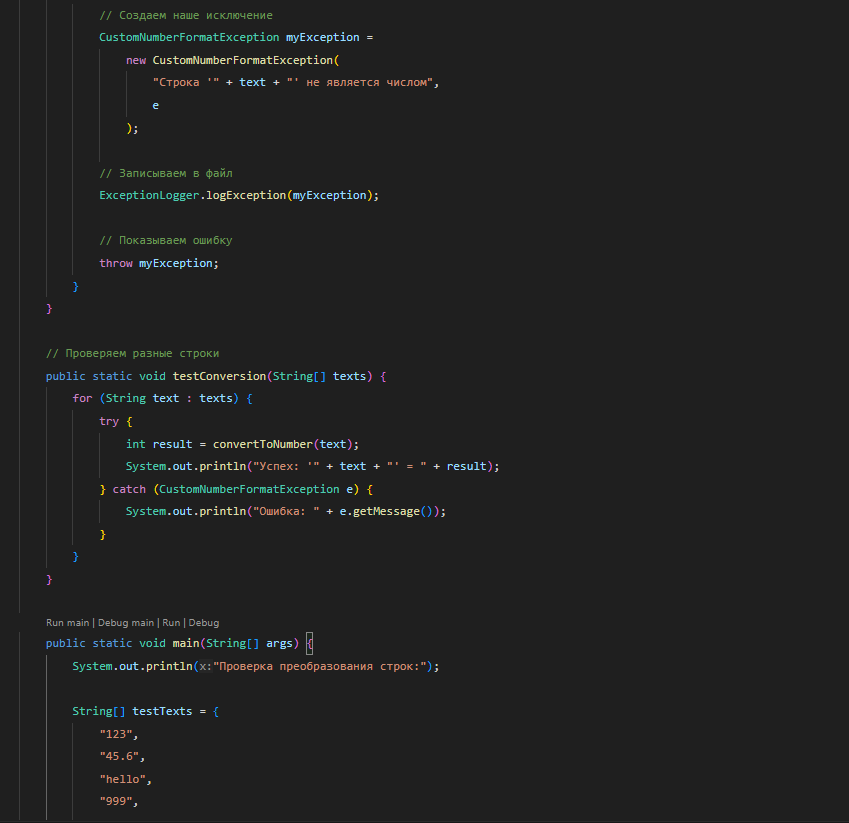 // Создаем наше исключение
CustomNumberFormatException myException =
new CustomNumberFormatException(
"Строка '" + text + "' не является числом",
e
);
// Записываем в файл
ExceptionLogger.logException(myException);
// Показываем ошибку
throw myException;
}
}
// Проверяем разные строки
public static void testConversion(String[] texts) {
for (String text : texts) {
try {
int result = convertToNumber(text);
System.out.println("Успех: '" + text + "' = " + result);
} catch (CustomNumberFormatException e) {
System.out.println("Ошибка: " + e.getMessage());
}
}
}
Run main | Debug main | Run | Debug
public static void main(String[] args) {
System.out.println(x:"Проверка преобразования строк:");
String[] testTexts = {
"123",
"45.6",
"hello",
"999",